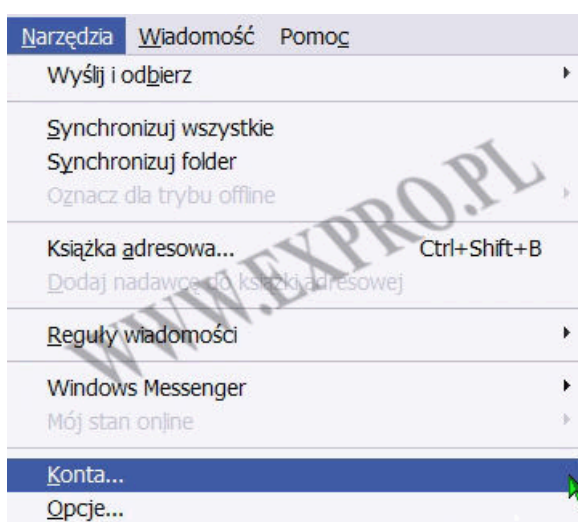 Narzędzia Wiadomość Pomoc
Wyślij i odbierz
Synchronizuj wszystkie
Synchronizuj folder
Oznacz dla trybu offline
Książka adresowa... Ctrl+Shift+B
Dodaj nadawcę do książki adresowej
Reguły wiadomości
Windows Messenger
Mój stan online
Konta...
Opcje...
WWW.EXPRO.PL